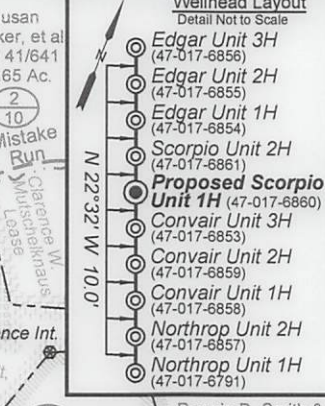 Wellhead Layout
Detail Not to Scale
Edgar Unit 3H
(47-017-6856)
Edgar Unit 2H
(47-017-6855)
Edgar Unit 1H
(47-017-6854)
Scorpio Unit 2H
(47-017-6861)
Proposed Scorpio
Unit 1H (47-017-6860)
Convair Unit 3H
(47-017-6853)
Convair Unit 2H
(47-017-6859)
Convair Unit 1H
(47-017-6858)
Northrop Unit 2H
(47-017-6857)
Northrop Unit 1H
(47-017-6791)
N
N 22°32' W 10.0'
usan
ker, et al
41/641
65 Ac.
2
10
Mistake
Run
Clarence W.
Mutschelknaus
Lease
nce Int.